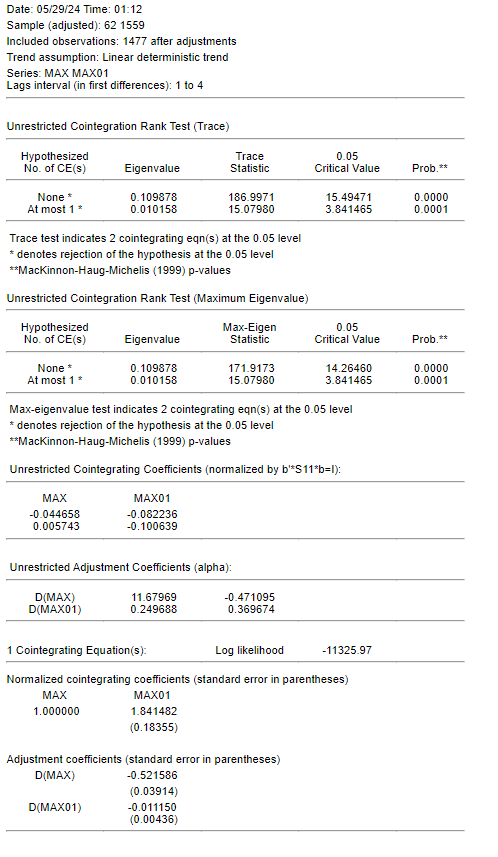 Date: 05/29/24 Time: 01:12
Sample (adjusted): 62 1559
Included observations: 1477 after adjustments
Trend assumption: Linear deterministic trend
Series: MAX MAX01
Lags interval (in first differences): 1 to 4
Unrestricted Cointegration Rank Test (Trace)
Hypothesized Trace 0.05
No. of CE(s) Eigenvalue Statistic Critical Value Prob.**
None * 0.109878 186.9971 15.49471 0.0000
At most 1 * 0.010158 15.07980 3.841465 0.0001
Trace test indicates 2 cointegrating eqn(s) at the 0.05 level
* denotes rejection of the hypothesis at the 0.05 level
**MacKinnon-Haug-Michelis (1999) p-values
Unrestricted Cointegration Rank Test (Maximum Eigenvalue)
Hypothesized Max-Eigen 0.05
No. of CE(s) Eigenvalue Statistic Critical Value Prob.**
None * 0.109878 171.9173 14.26460 0.0000
At most 1 * 0.010158 15.07980 3.841465 0.0001
Max-eigenvalue test indicates 2 cointegrating eqn(s) at the 0.05 level
* denotes rejection of the hypothesis at the 0.05 level
**MacKinnon-Haug-Michelis (1999) p-values
Unrestricted Cointegrating Coefficients (normalized by b'*S11*b=I):
MAX MAX01
-0.044658 -0.082236
0.005743 -0.100639
Unrestricted Adjustment Coefficients (alpha):
D(MAX) 11.67969 -0.471095
D(MAX01) 0.249688 0.369674
1 Cointegrating Equation(s): Log likelihood -11325.97
Normalized cointegrating coefficients (standard error in parentheses)
MAX MAX01
1.000000 1.841482
(0.18355)
Adjustment coefficients (standard error in parentheses)
D(MAX) -0.521586
(0.03914)
D(MAX01) -0.011150
(0.00436)